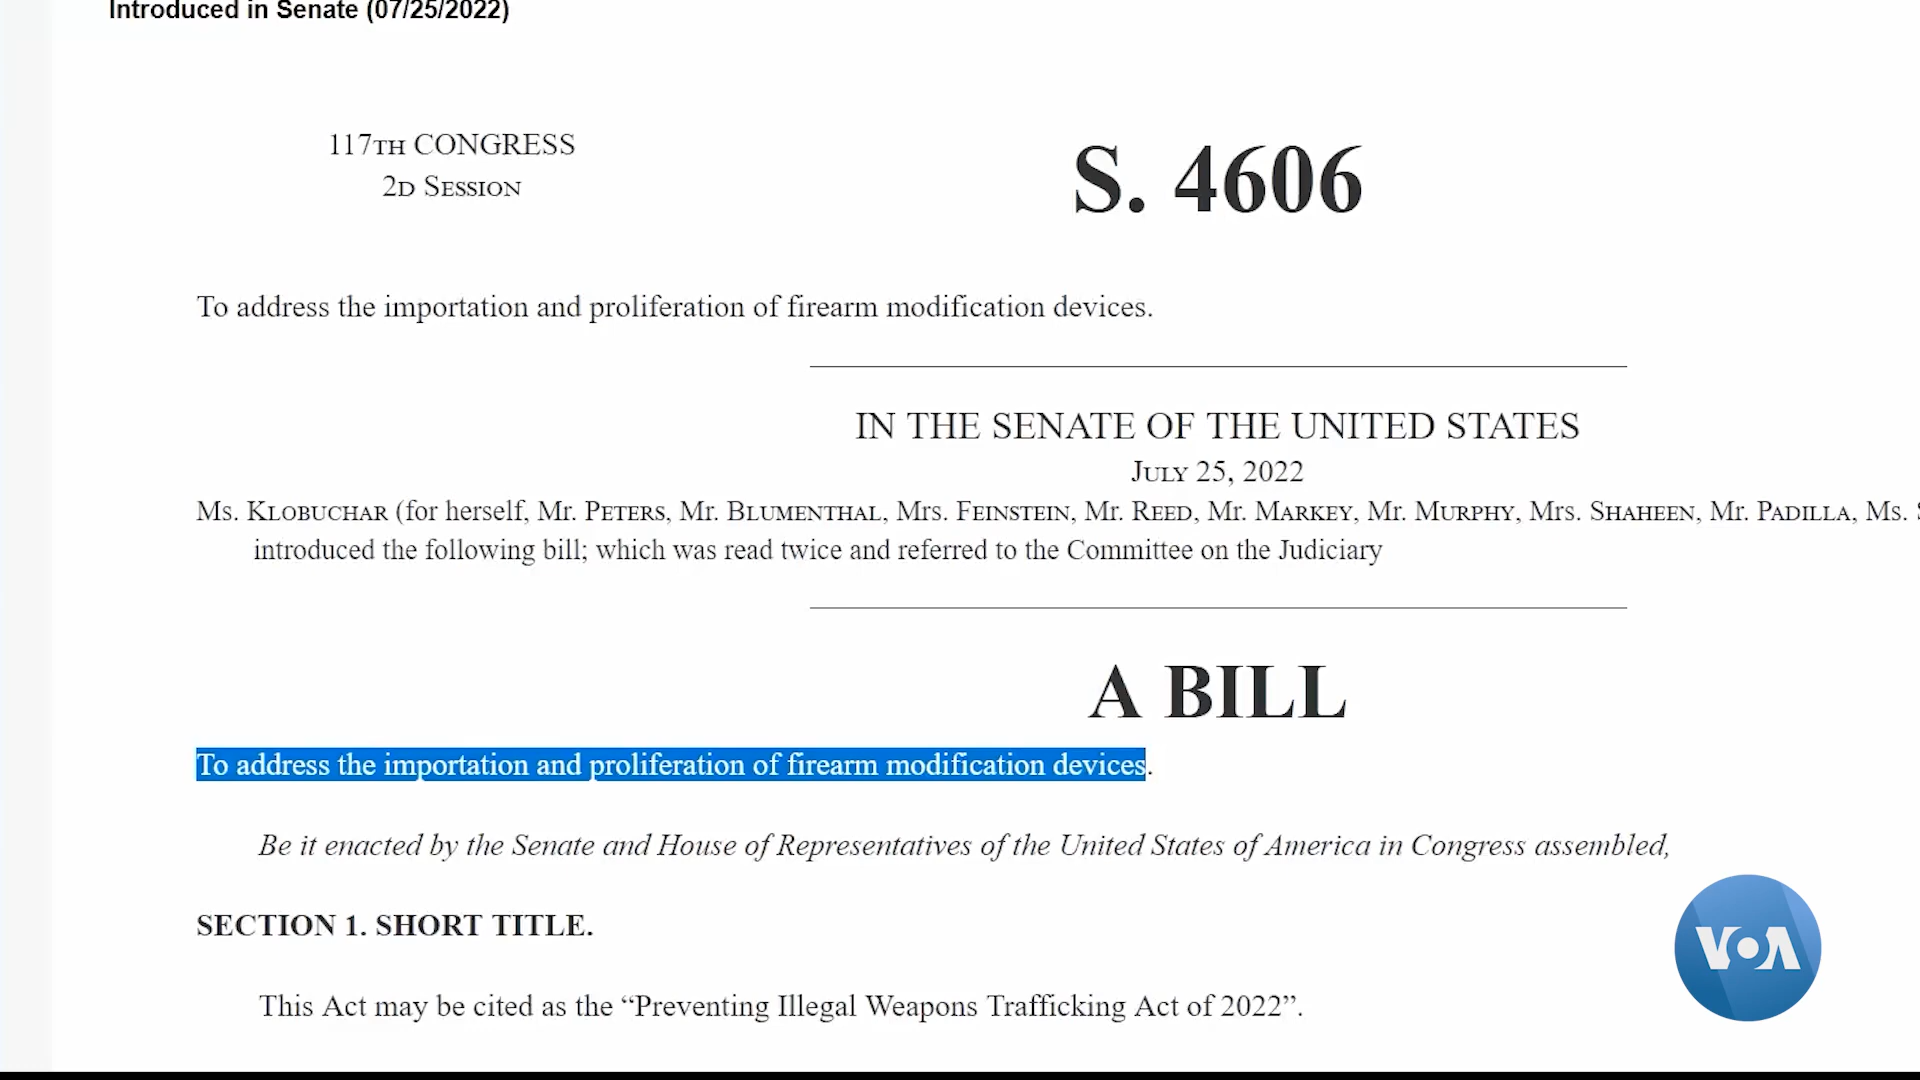 Introduced in Senate (07/25/2022)
117TH CONGRESS
2D SESSION
S. 4606
To address the importation and proliferation of firearm modification devices.
IN THE SENATE OF THE UNITED STATES
JULY 25, 2022
Ms. KLOBUCHAR (for herself, Mr. PETERS, Mr. BLUMENTHAL, Mrs. FEINSTEIN, Mr. REED, Mr. MARKEY, Mr. MURPHY, Mrs. SHAHEEN, Mr. PADILLA, Ms.
introduced the following bill; which was read twice and referred to the Committee on the Judiciary
A BILL
To address the importation and proliferation of firearm modification devices.
Be it enacted by the Senate and House of Representatives of the United States of America in Congress assembled,
SECTION 1. SHORT TITLE.
This Act may be cited as the “Preventing Illegal Weapons Trafficking Act of 2022”.
VOA